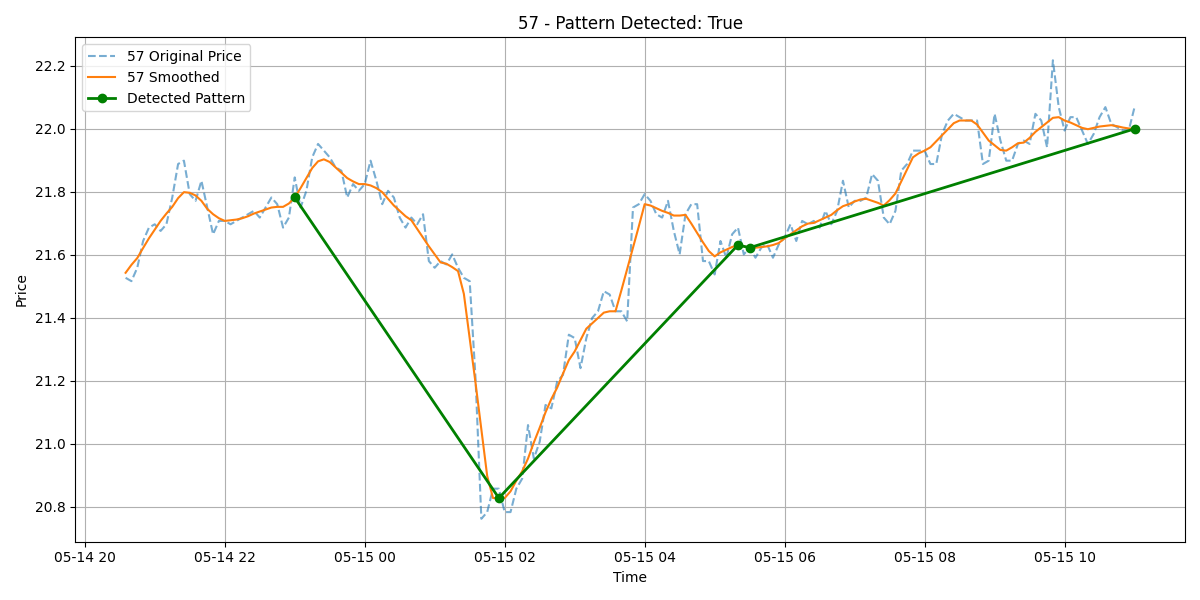 57 - Pattern Detected: True
57 Original Price
57 Smoothed
Detected Pattern
Price
22.2
22.0
21.8
21.6
21.4
21.2
21.0
20.8
05-14 20 05-14 22 05-15 00 05-15 02 05-15 04 05-15 06 05-15 08 05-15 10
Time